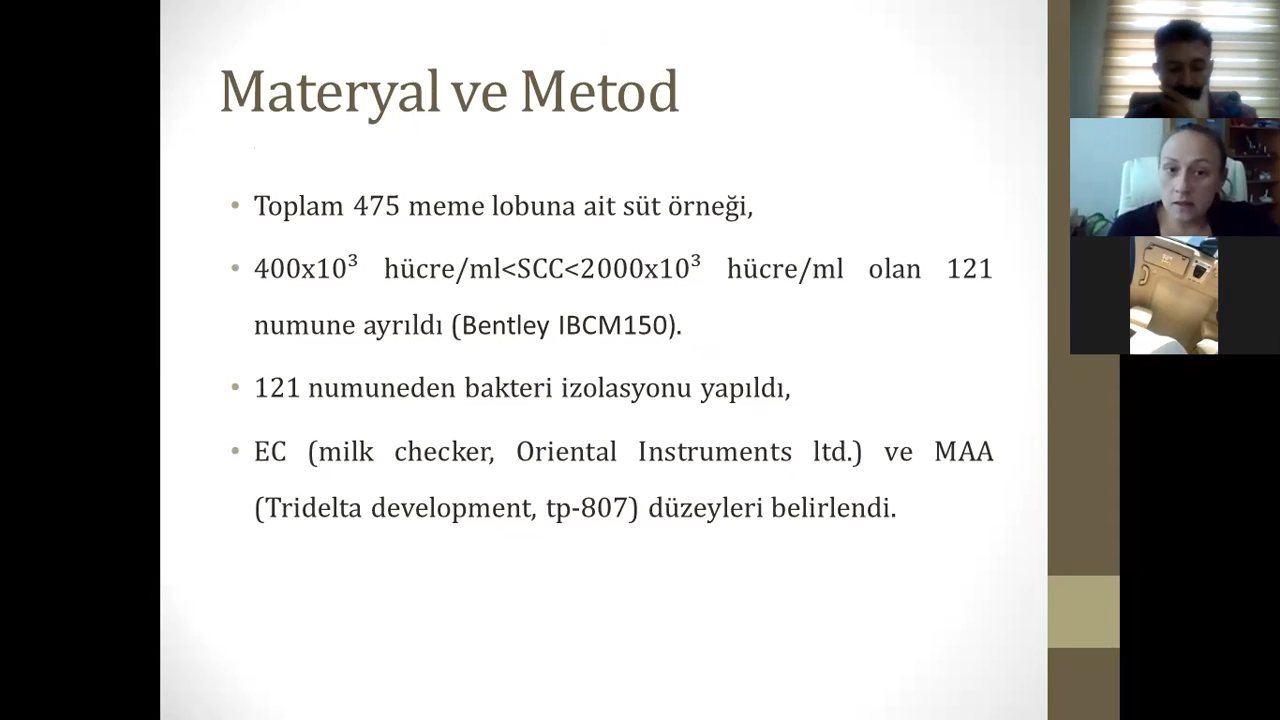 Materyal ve Metod
• Toplam 475 meme lobuna ait süt örneği,
• 400x10³ hücre/ml<SCC<2000x10³ hücre/ml olan 121
numune ayrıldı (Bentley IBCM150).
• 121 numuneden bakteri izolasyonu yapıldı,
• EC (milk checker, Oriental Instruments ltd.) ve MAA
(Tridelta development, tp-807) düzeyleri belirlendi.